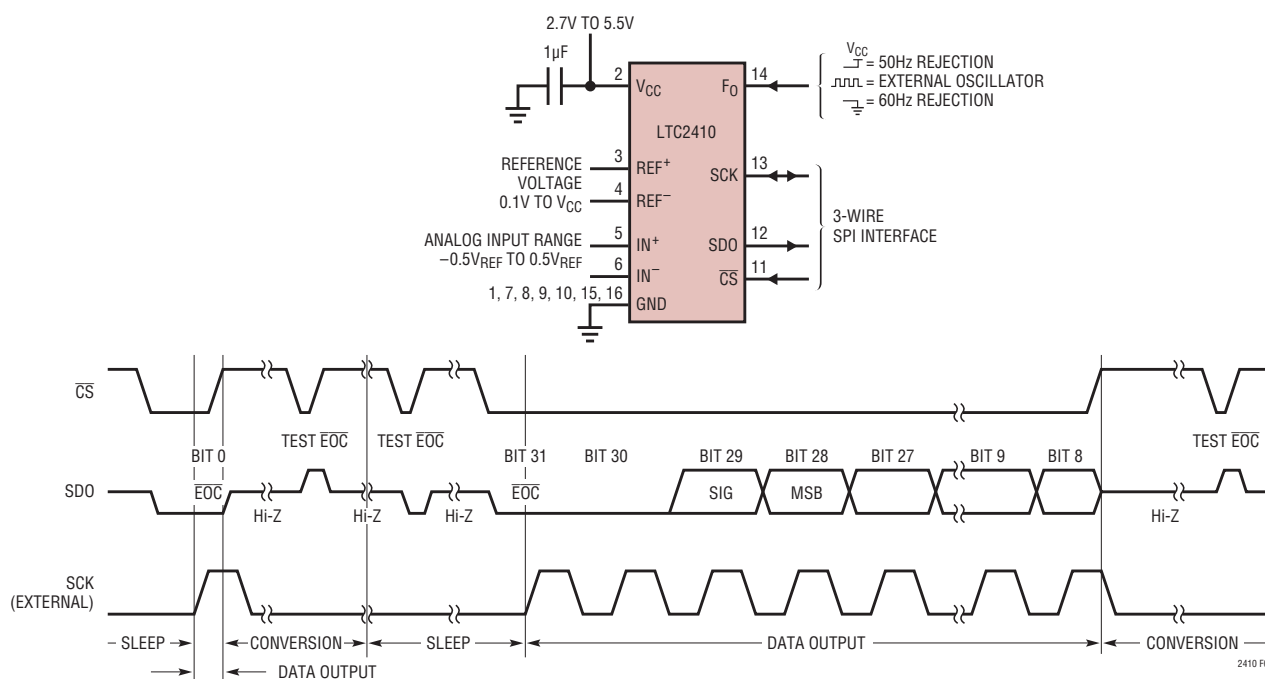 2.7V TO 5.5V
1µF
2
VCC
LTC2410
FO
14
VCC
= 50Hz REJECTION
= EXTERNAL OSCILLATOR
= 60Hz REJECTION
REFERENCE
VOLTAGE
0.1V TO VCC
3
REF+
4
REF−
SCK
13
ANALOG INPUT RANGE
−0.5VREF TO 0.5VREF
5
IN+
6
IN−
SDO
12
CS
11
3-WIRE
SPI INTERFACE
1, 7, 8, 9, 10, 15, 16
GND
CS
TEST EOC
TEST EOC
TEST EOC
BIT 0
BIT 31
BIT 30
BIT 29
BIT 28
BIT 27
BIT 9
BIT 8
SDO
EOC
EOC
SIG
MSB
Hi-Z
Hi-Z
Hi-Z
Hi-Z
SCK
(EXTERNAL)
SLEEP
CONVERSION
SLEEP
DATA OUTPUT
CONVERSION
DATA OUTPUT